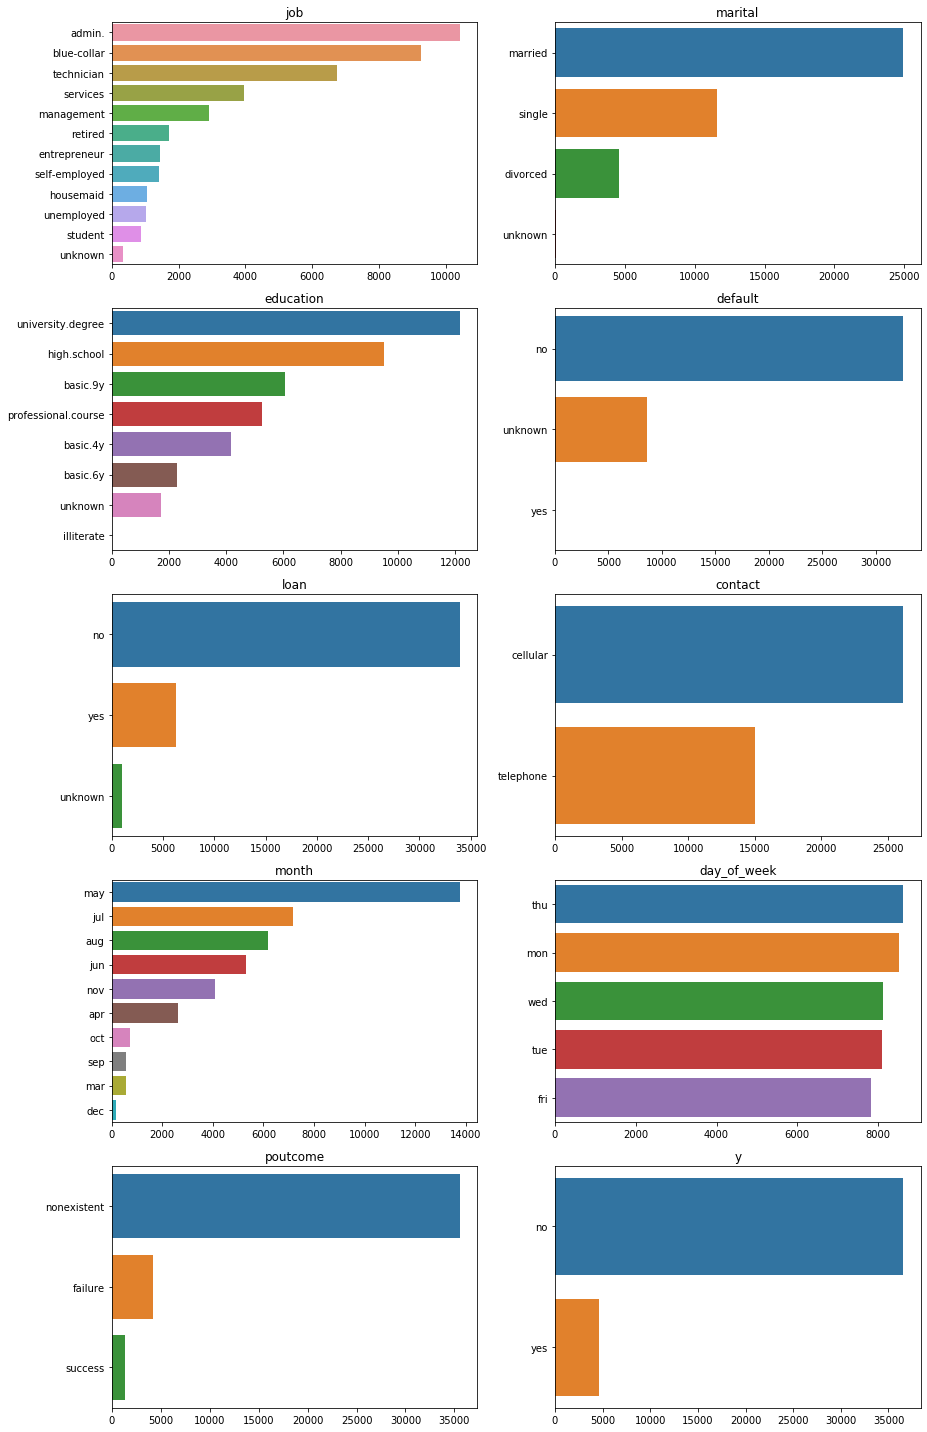 job
admin.
blue-collar
technician
services
management
retired
entrepreneur
self-employed
housemaid
unemployed
student
unknown
0 2000 4000 6000 8000 10000
marital
married
single
divorced
unknown
0 5000 10000 15000 20000 25000
education
university.degree
high.school
basic.9y
professional.course
basic.4y
basic.6y
unknown
illiterate
0 2000 4000 6000 8000 10000 12000
default
no
unknown
yes
0 5000 10000 15000 20000 25000 30000
loan
no
yes
unknown
0 5000 10000 15000 20000 25000 30000 35000
contact
cellular
telephone
0 5000 10000 15000 20000 25000
month
may
jul
aug
jun
nov
apr
oct
sep
mar
dec
0 2000 4000 6000 8000 10000 12000 14000
day_of_week
thu
mon
wed
tue
fri
0 2000 4000 6000 8000
poutcome
nonexistent
failure
success
0 5000 10000 15000 20000 25000 30000 35000
y
no
yes
0 5000 10000 15000 20000 25000 30000 35000